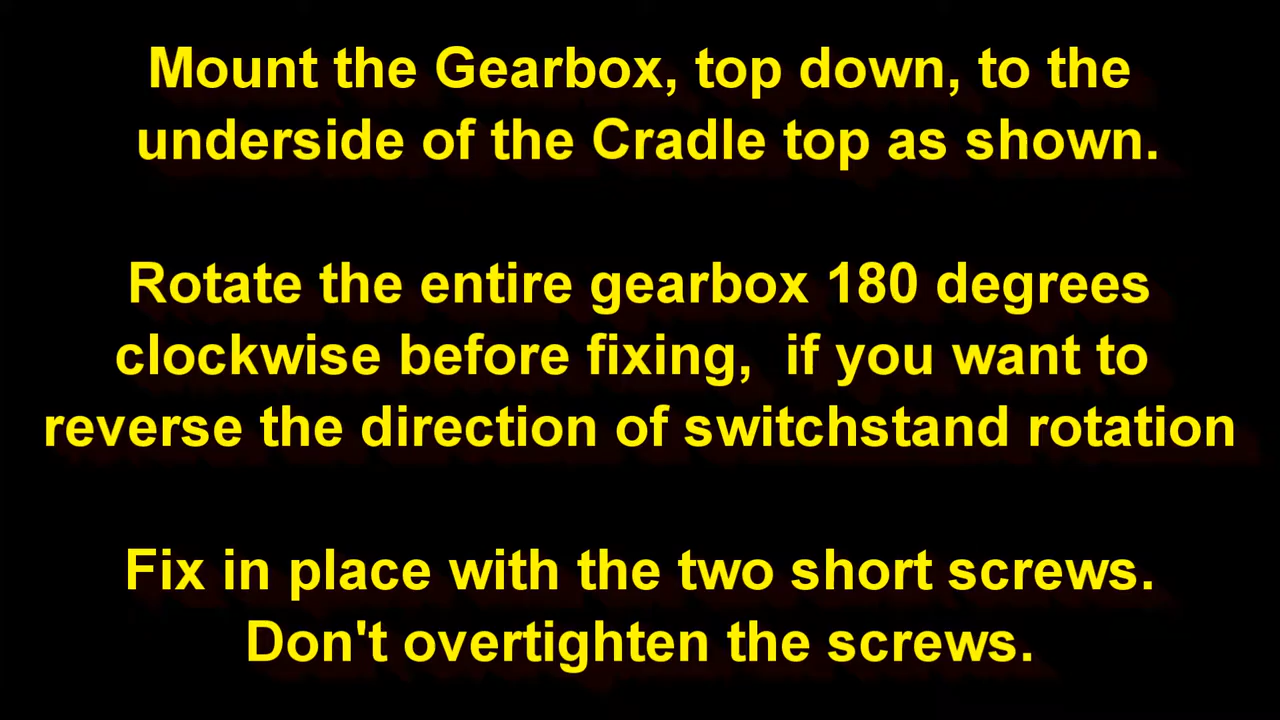 Mount the Gearbox, top down, to the
underside of the Cradle top as shown.
Rotate the entire gearbox 180 degrees
clockwise before fixing,  if you want to
reverse the direction of switchstand rotation
Fix in place with the two short screws.
Don't overtighten the screws.